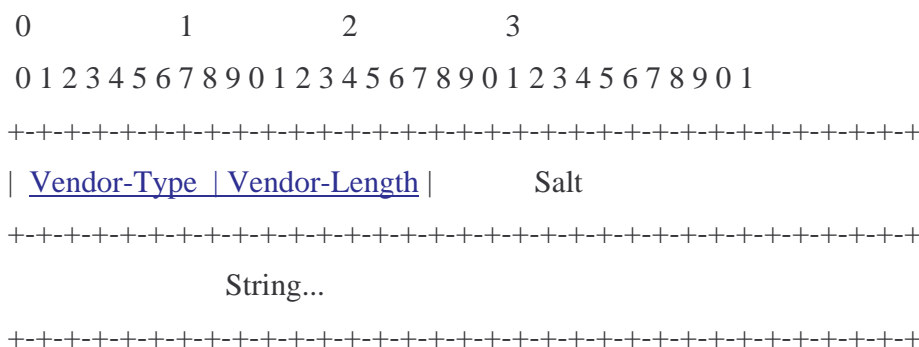 0 1 2 3
0 1 2 3 4 5 6 7 8 9 0 1 2 3 4 5 6 7 8 9 0 1 2 3 4 5 6 7 8 9 0 1
+-+-+-+-+-+-+-+-+-+-+-+-+-+-+-+-+-+-+-+-+-+-+-+-+-+-+-+-+-+-+-+-+
| Vendor-Type | Vendor-Length | Salt
+-+-+-+-+-+-+-+-+-+-+-+-+-+-+-+-+-+-+-+-+-+-+-+-+-+-+-+-+-+-+-+-+
String...
+-+-+-+-+-+-+-+-+-+-+-+-+-+-+-+-+-+-+-+-+-+-+-+-+-+-+-+-+-+-+-+-+